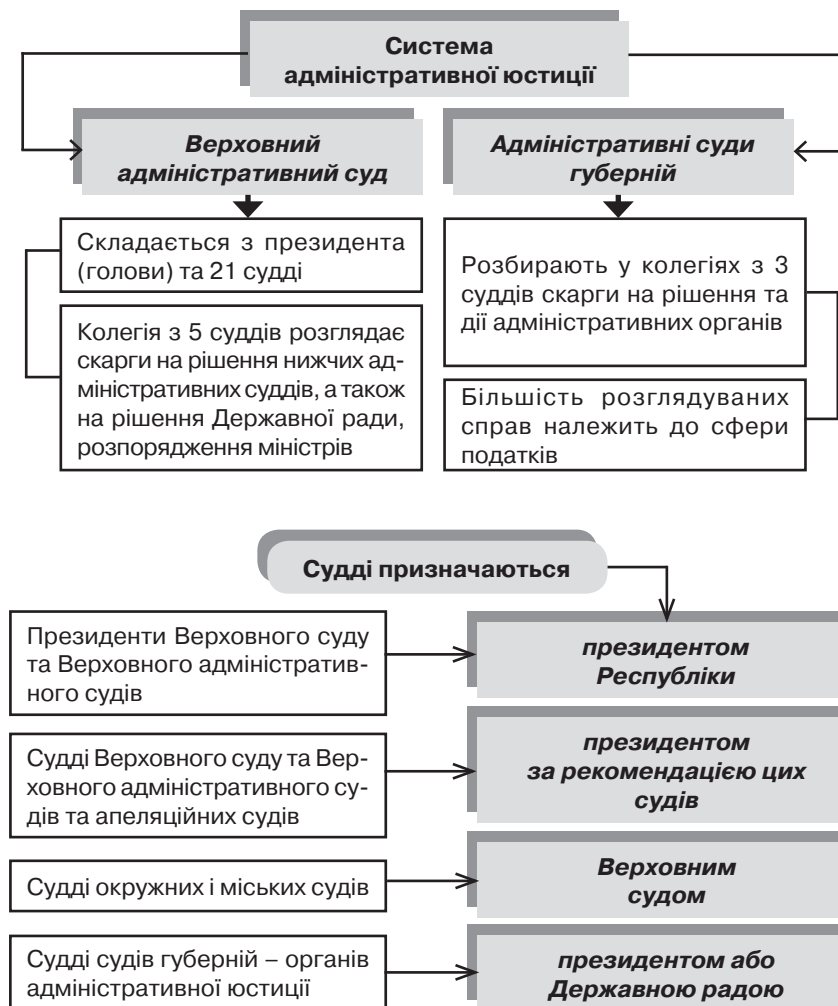 Система
адміністративної юстиції
Верховний
адміністративний суд
Адміністративні суди
губерній
Складається з президента
(голови) та 21 судді
Колегія з 5 суддів розглядає
скарги на рішення нижчих ад-
міністративних суддів, а також
на рішення Державної ради,
розпорядження міністрів
Розбирають у колегіях з 3
суддів скарги на рішення та
дії адміністративних органів
Більшість розглядуваних
справ належить до сфери
податків
Судді призначаються
Президенти Верховного суду
та Верховного адміністратив-
ного судів
президентом
Республіки
Судді Верховного суду та Вер-
ховного адміністративного су-
дів та апеляційних судів
президентом
за рекомендацією цих
судів
Судді окружних і міських судів
Верховним
судом
Судді судів губерній – органів
адміністративної юстиції
президентом або
Державною радою